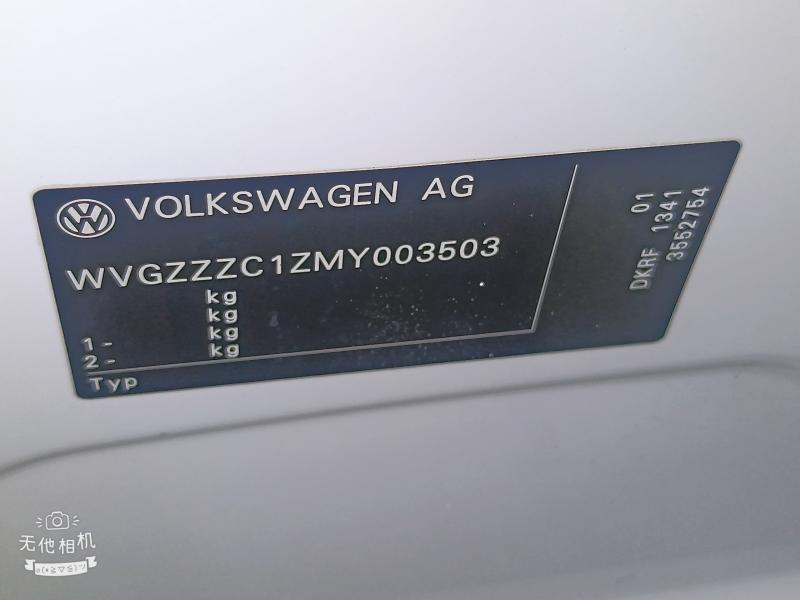 VOLKSWAGEN AG
WVGZZZC1ZMY003503
kg
kg
1- kg
2- kg
Typ
01
DKRF 1341
3552754
无他相机